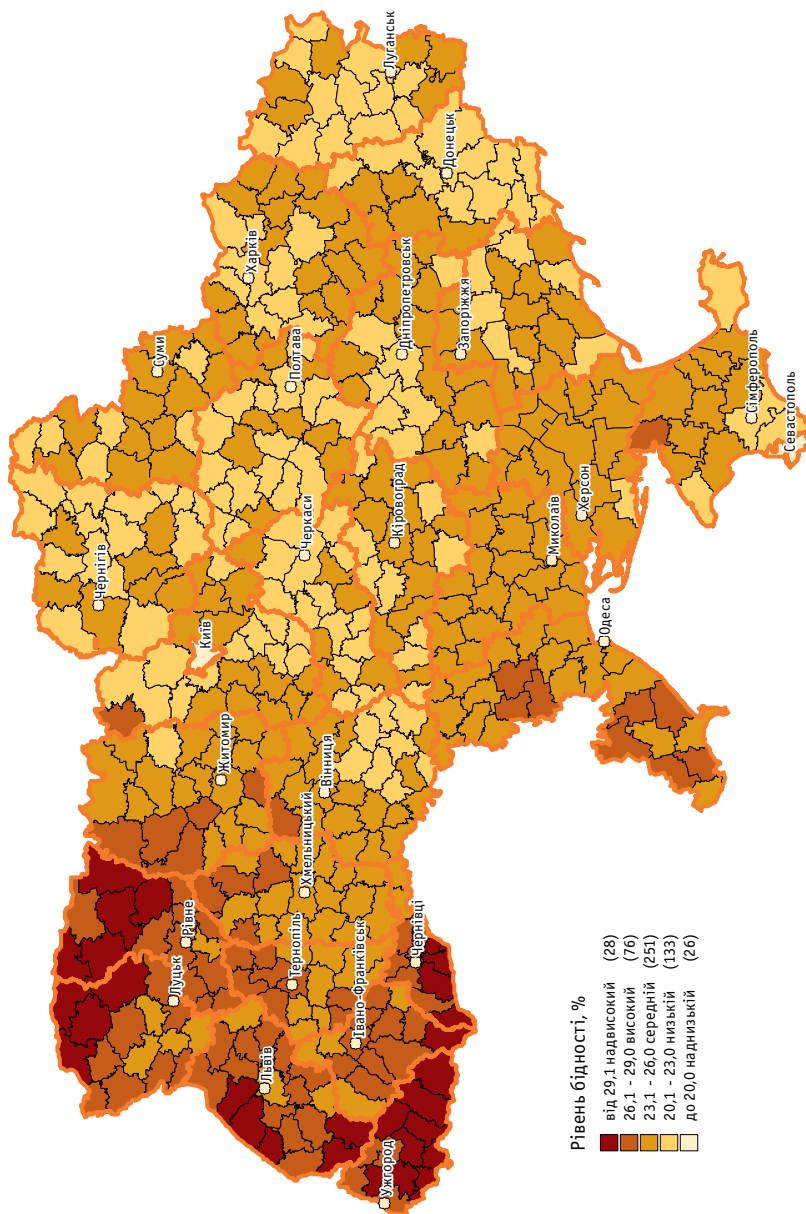 Луганськ
Донецьк
Харків
Дніпропетровськ
Запоріжжя
Суми
Полтава
Сімферополь
Севастополь
Чернігів
Черкаси
Кіровоград
Миколаїв
Херсон
Київ
Одеса
Житомир
Вінниця
Хмельницький
Рівне
Луцьк
Тернопіль
Івано-Франківськ
Чернівці
Львів
Ужгород
Рівень бідності, %
від 29,1 надвисокий (28)
26,1 - 29,0 високий (76)
23,1 - 26,0 середній (251)
20,1 - 23,0 низькій (133)
до 20,0 наднизькій (26)